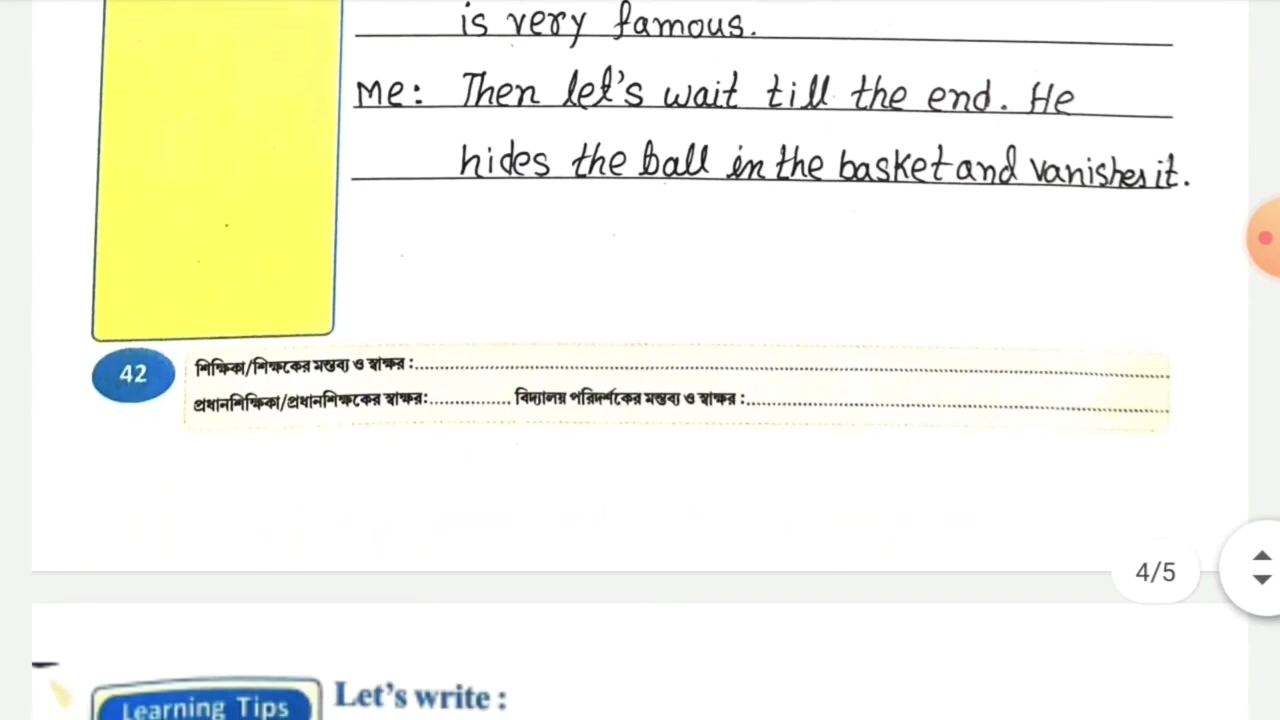 is very famous.
Me: Then let's wait till the end. He
hides the ball in the basket and vanishes it.
42
শিক্ষিকা/শিক্ষকের মন্তব্য ও স্বাক্ষর :
প্রধানশিক্ষিকা/প্রধানশিক্ষকের স্বাক্ষর: বিদ্যালয় পরিদর্শকের মন্তব্য ও স্বাক্ষর :
4/5
Let's write :
Learning Tips